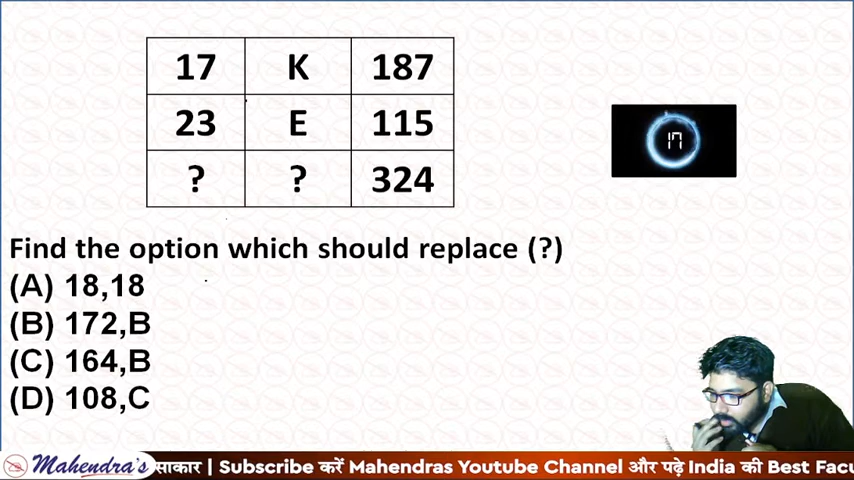 17 K 187
23 E 115
? ? 324
17
Find the option which should replace (?)
(A) 18,18
(B) 172,B
(C) 164,B
(D) 108,C
Mahendra's साकार | Subscribe करें Mahendras Youtube Channel और पढ़े India की Best Facu